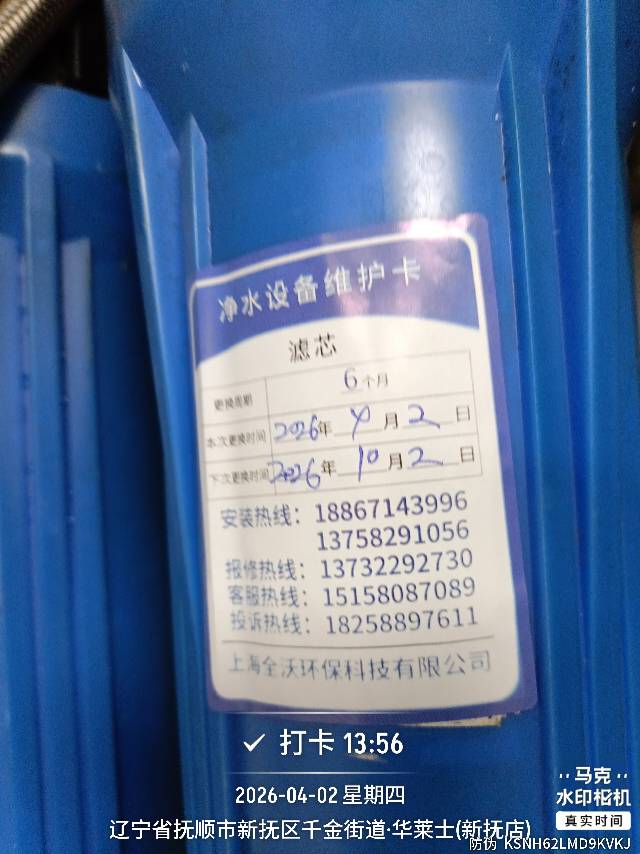 净水设备维护卡
滤芯
更换周期 6个月
本次更换时间 2026年 4 月 2 日
下次更换时间 2026年 10 月 2 日
安装热线：18867143996
13758291056
报修热线：13732292730
客服热线：15158087089
投诉热线：18258897611
上海全沃环保科技有限公司
✓ 打卡 13:56
2026-04-02 星期四
辽宁省抚顺市新抚区千金街道·华莱士(新抚店)
马克
水印相机
真实时间
防伪 KSNH62LMD9KVKJ